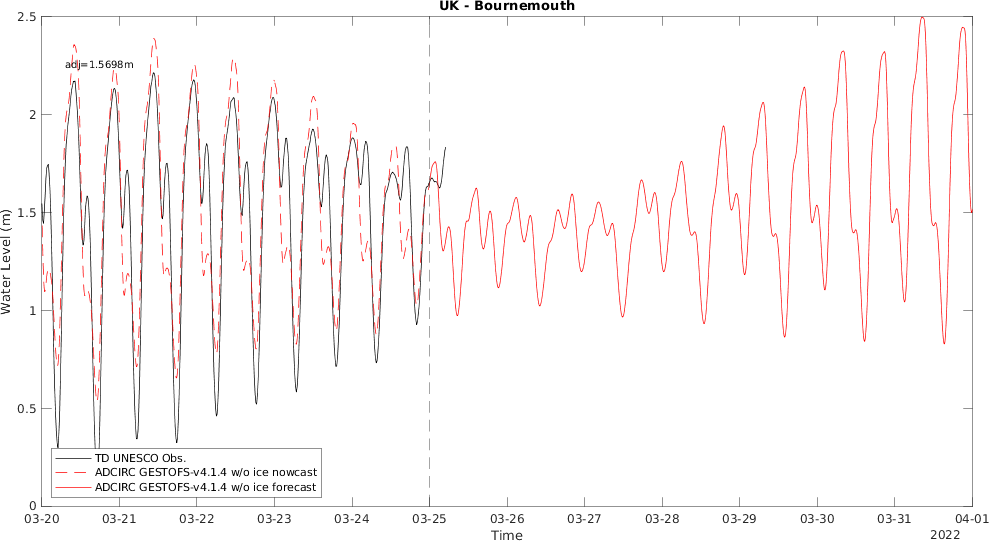 UK - Bournemouth
2.5
adj=1.5698m
2
1.5
Water Level (m)
1
0.5
TD UNESCO Obs.
ADCIRC GESTOFS-v4.1.4 w/o ice nowcast
ADCIRC GESTOFS-v4.1.4 w/o ice forecast
0
03-20 03-21 03-22 03-23 03-24 03-25 03-26 03-27 03-28 03-29 03-30 03-31 04-01
Time
2022